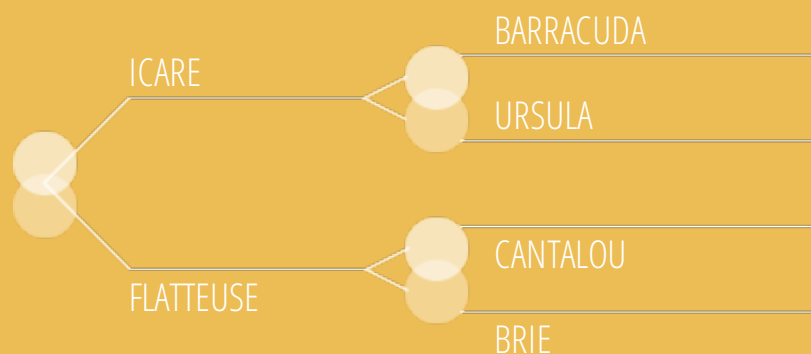 BARRACUDA
ICARE
URSULA
CANTALOU
FLATTEUSE
BRIE